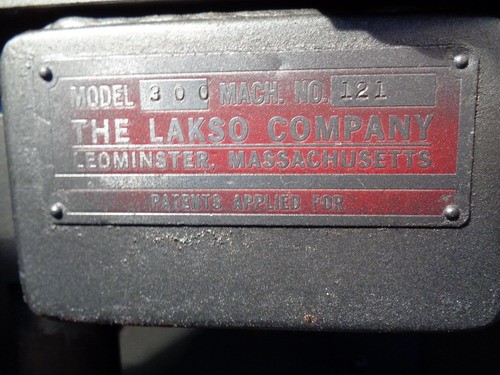 MODEL 300 MACH. NO. 121
THE LAKSO COMPANY
LEOMINSTER, MASSACHUSETTS
PATENTS APPLIED FOR